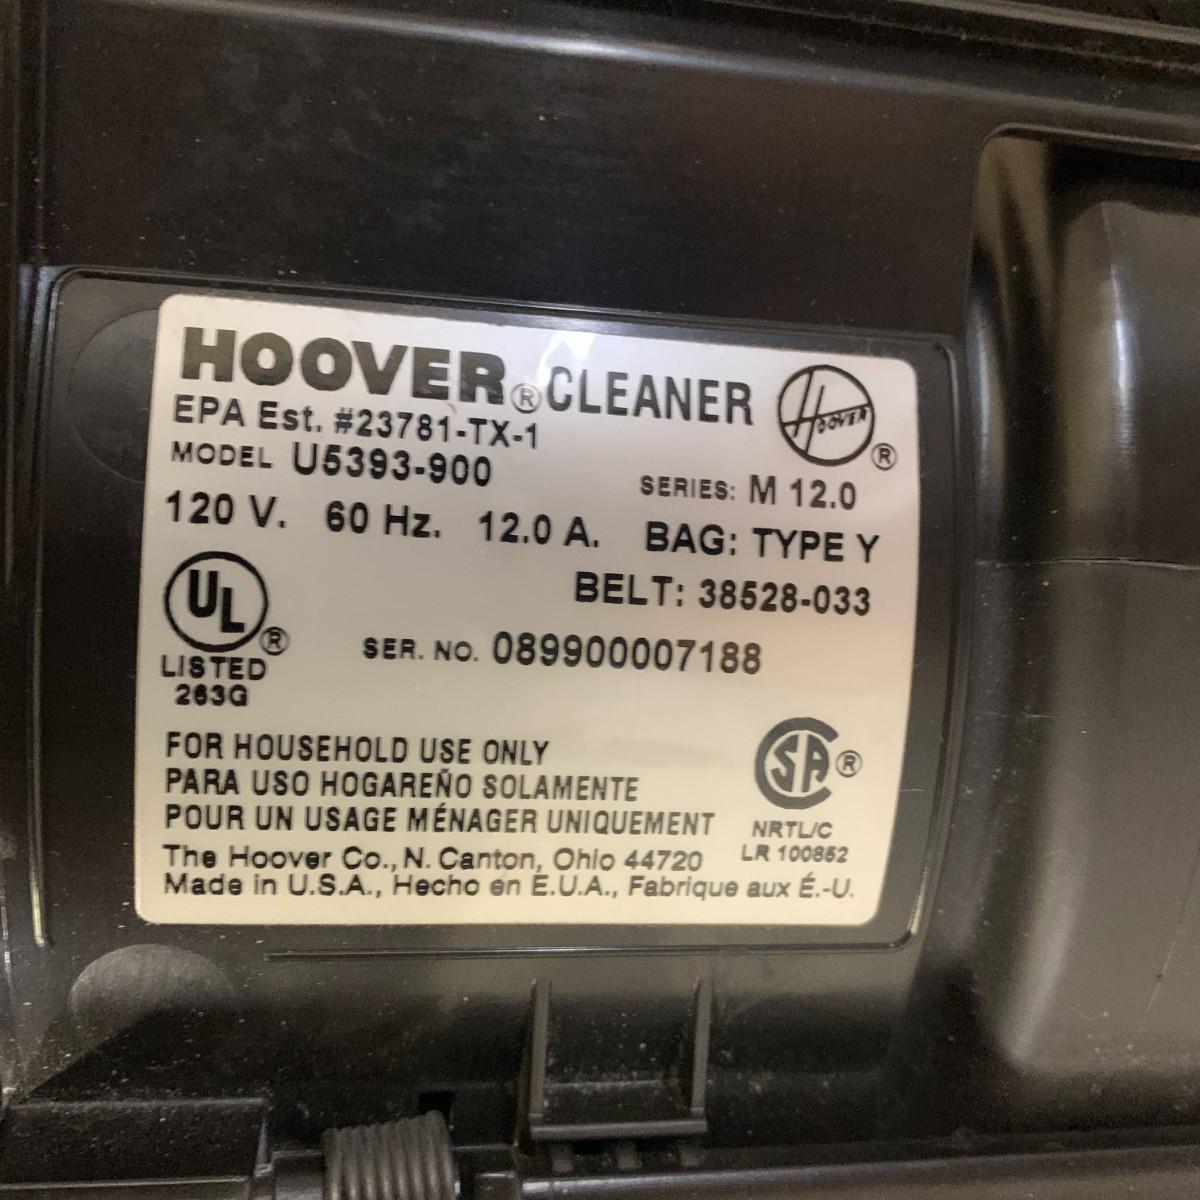 HOOVER® CLEANER HOOVER ®
EPA Est. #23781-TX-1
MODEL U5393-900 SERIES: M 12.0
120 V. 60 Hz. 12.0 A. BAG: TYPE Y
BELT: 38528-033
UL ®
LISTED
263G
SER. NO. 089900007188
FOR HOUSEHOLD USE ONLY
PARA USO HOGAREÑO SOLAMENTE
POUR UN USAGE MÉNAGER UNIQUEMENT
SA ®
NRTL/C
LR 100852
The Hoover Co., N. Canton, Ohio 44720
Made in U.S.A., Hecho en E.U.A., Fabrique aux É.-U.